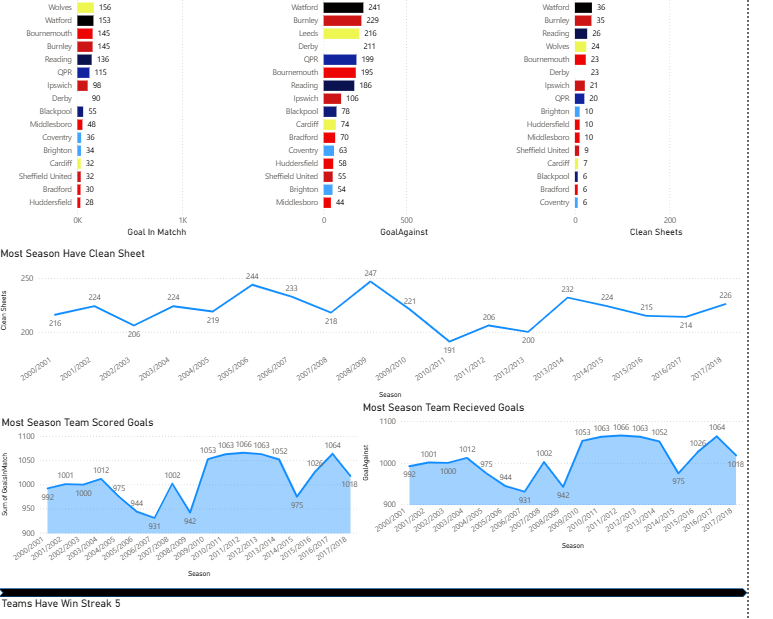 Wolves 156
Watford 153
Bournemouth 145
Burnley 145
Reading 136
QPR 115
Ipswich 98
Derby 90
Blackpool 55
Middlesboro 48
Coventry 36
Brighton 34
Cardiff 32
Sheffield United 32
Bradford 30
Huddersfield 28
0K 1K
Goal In Matchh
Watford 241
Burnley 229
Leeds 216
Derby 211
QPR 199
Bournemouth 195
Reading 186
Ipswich 106
Blackpool 78
Cardiff 74
Bradford 70
Coventry 63
Huddersfield 58
Sheffield United 55
Brighton 54
Middlesboro 44
0 500
GoalAgainst
Watford 36
Burnley 35
Reading 26
Wolves 24
Bournemouth 23
Derby 23
Ipswich 21
QPR 20
Brighton 10
Huddersfield 10
Middlesboro 10
Sheffield United 9
Cardiff 7
Blackpool 6
Bradford 6
Coventry 6
0 200
Clean Sheets
Most Season Have Clean Sheet
Clean Sheets
250
200
216 224 206 224 219 244 233 218 247 221 191 206 200 232 224 215 214 226
2000/2001 2001/2002 2002/2003 2003/2004 2004/2005 2005/2006 2006/2007 2007/2008 2008/2009 2009/2010 2010/2011 2011/2012 2012/2013 2013/2014 2014/2015 2015/2016 2016/2017 2017/2018
Season
Most Season Team Scored Goals
Sum of GoalsInMatch
1100
1050
1000
950
900
992 1001 1000 1012 975 944 931 1002 942 1053 1063 1066 1063 1052 975 1026 1064 1018
2000/2001 2001/2002 2002/2003 2003/2004 2004/2005 2005/2006 2006/2007 2007/2008 2008/2009 2009/2010 2010/2011 2011/2012 2012/2013 2013/2014 2014/2015 2015/2016 2016/2017 2017/2018
Season
Most Season Team Recieved Goals
GoalAgainst
1100
1000
900
992 1001 1000 1012 975 944 931 1002 942 1053 1063 1066 1063 1052 975 1026 1064 1018
2000/2001 2001/2002 2002/2003 2003/2004 2004/2005 2005/2006 2006/2007 2007/2008 2008/2009 2009/2010 2010/2011 2011/2012 2012/2013 2013/2014 2014/2015 2015/2016 2016/2017 2017/2018
Season
Teams Have Win Streak 5